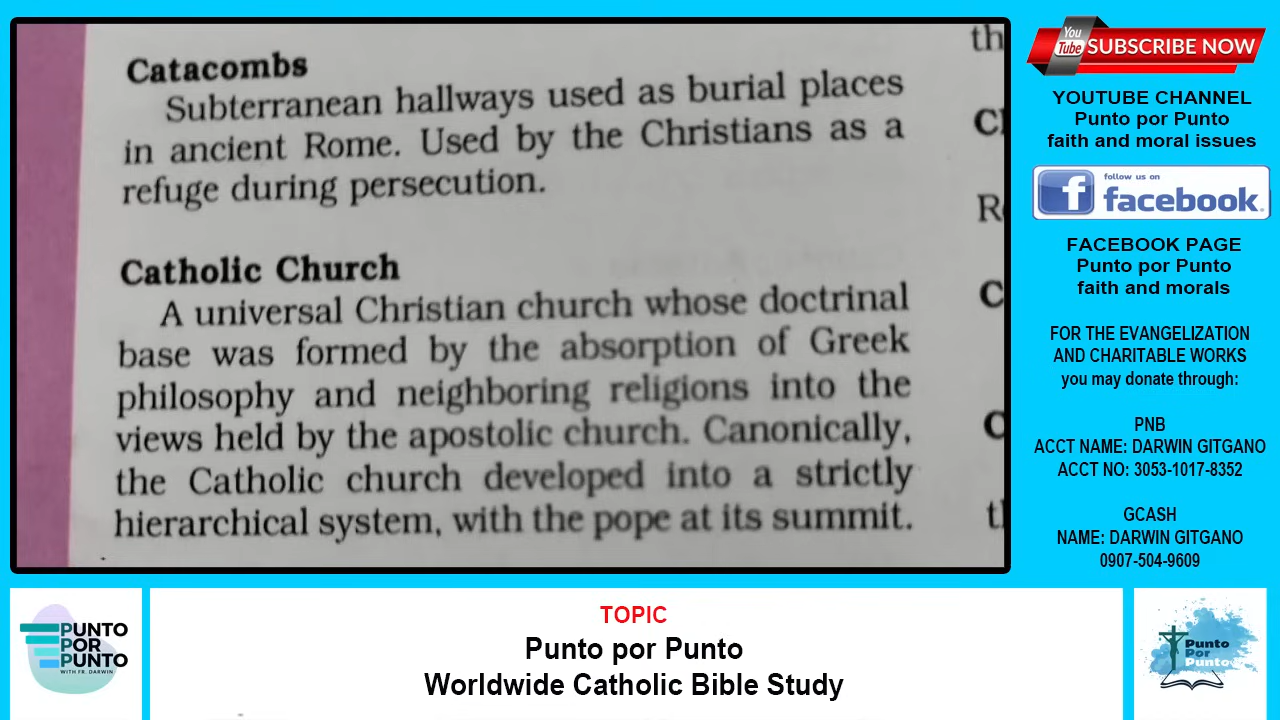 Catacombs
Subterranean hallways used as burial places
in ancient Rome. Used by the Christians as a
refuge during persecution.
Catholic Church
A universal Christian church whose doctrinal
base was formed by the absorption of Greek
philosophy and neighboring religions into the
views held by the apostolic church. Canonically,
the Catholic church developed into a strictly
hierarchical system, with the pope at its summit.
You Tube SUBSCRIBE NOW
YOUTUBE CHANNEL
Punto por Punto
faith and moral issues
follow us on
facebook.
FACEBOOK PAGE
Punto por Punto
faith and morals
FOR THE EVANGELIZATION
AND CHARITABLE WORKS
you may donate through:
PNB
ACCT NAME: DARWIN GITGANO
ACCT NO: 3053-1017-8352
GCASH
NAME: DARWIN GITGANO
0907-504-9609
PUNTO
POR
PUNTO
WITH FR. DARWIN
TOPIC
Punto por Punto
Worldwide Catholic Bible Study
Punto
Por
Punto